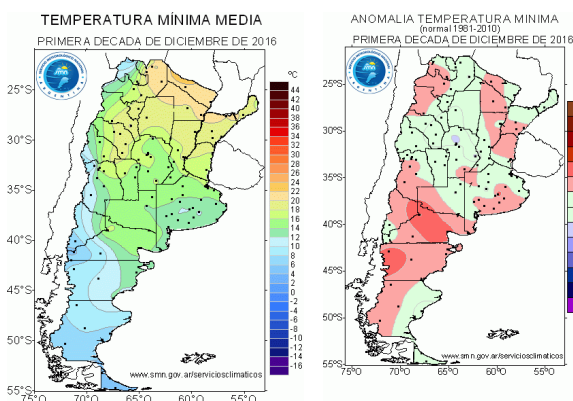 TEMPERATURA MÍNIMA MEDIA
PRIMERA DECADA DE DICIEMBRE DE 2016
ºC
44
42
40
38
36
34
32
30
28
26
24
22
20
18
16
14
12
10
8
6
4
2
0
-2
-4
-6
-8
-10
-12
-14
-16
25°S
30°S
35°S
40°S
45°S
50°S
55°S
75°O
70°O
65°O
60°O
55°O
www.smn.gov.ar/serviciosclimaticos
ANOMALIA TEMPERATURA MINIMA
(normal 1981-2010)
PRIMERA DECADA DE DICIEMBRE DE 2016
25°S
30°S
35°S
40°S
45°S
50°S
55°S
75°O
70°O
65°O
60°O
55°O
www.smn.gov.ar/serviciosclimaticos